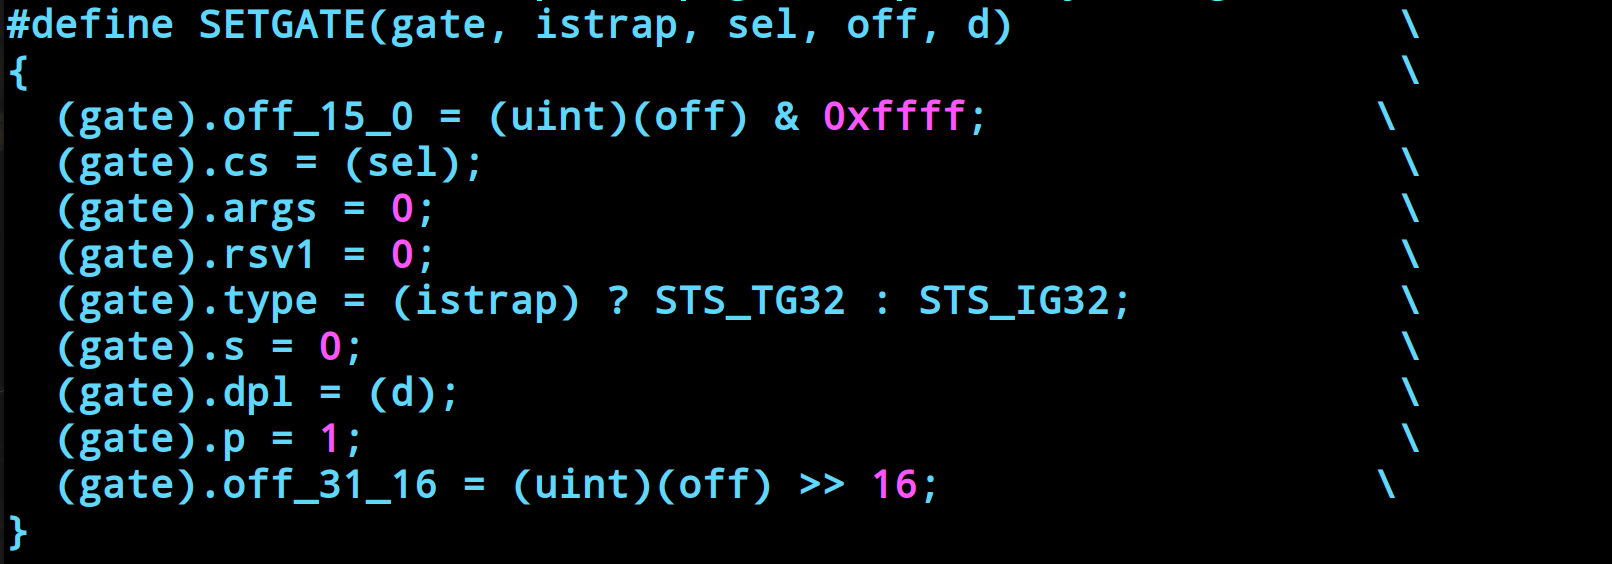 #define SETGATE(gate, istrap, sel, off, d) \
{ \
(gate).off_15_0 = (uint)(off) & 0xffff; \
(gate).cs = (sel); \
(gate).args = 0; \
(gate).rsv1 = 0; \
(gate).type = (istrap) ? STS_TG32 : STS_IG32; \
(gate).s = 0; \
(gate).dpl = (d); \
(gate).p = 1; \
(gate).off_31_16 = (uint)(off) >> 16; \
}